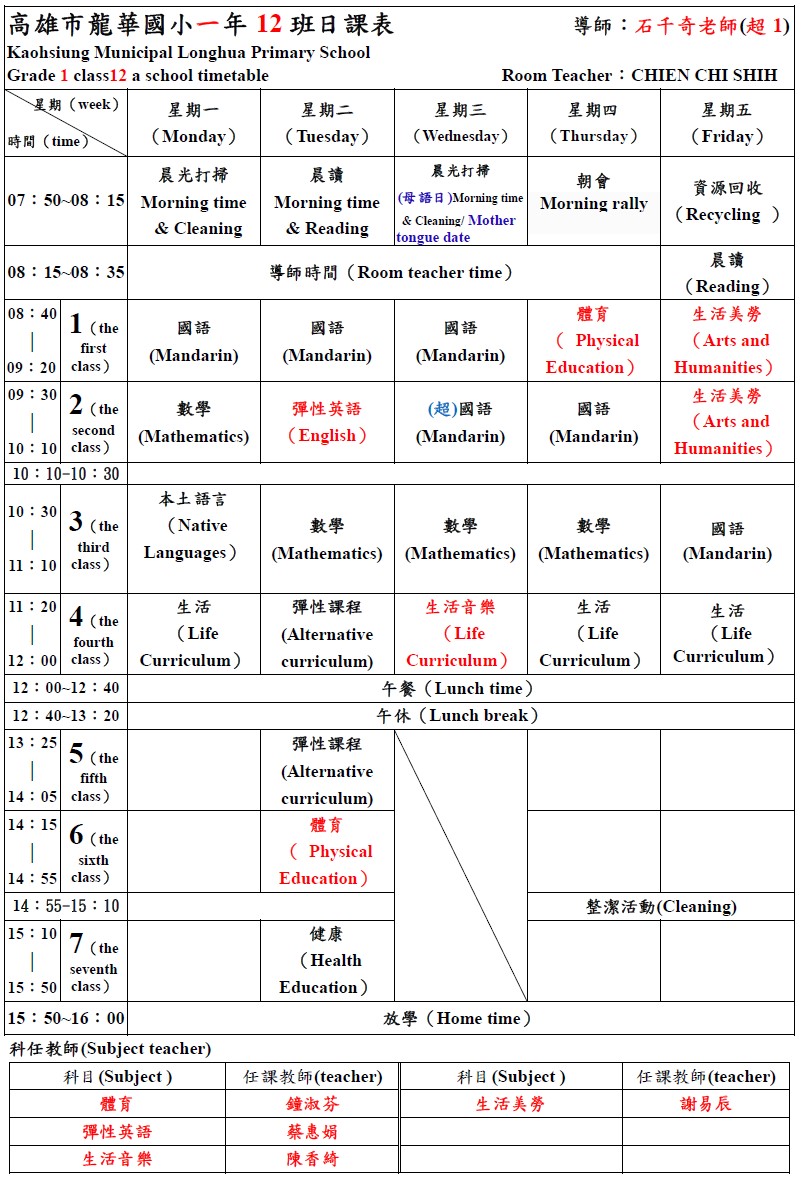 高雄市龍華國小一年 12 班日課表 導師：石千奇老師(超 1)
Kaohsiung Municipal Longhua Primary School
Grade 1 class12 a school timetable Room Teacher：CHIEN CHI SHIH
星期（week）
時間（time）
星期一
（Monday）
星期二
（Tuesday）
星期三
（Wednesday）
星期四
（Thursday）
星期五
（Friday）
07：50~08：15
晨光打掃
Morning time
& Cleaning
晨讀
Morning time
& Reading
晨光打掃
(母語日)Morning time
& Cleaning/ Mother
tongue date
朝會
Morning rally
資源回收
（Recycling ）
08：15~08：35
導師時間（Room teacher time）
晨讀
（Reading）
08：40
｜
09：20
1（the
first
class）
國語
(Mandarin)
國語
(Mandarin)
國語
(Mandarin)
體育
（ Physical
Education）
生活美勞
（Arts and
Humanities）
09：30
｜
10：10
2（the
second
class）
數學
(Mathematics)
彈性英語
（English）
(超)國語
(Mandarin)
國語
(Mandarin)
生活美勞
（Arts and
Humanities）
10：10-10：30
10：30
｜
11：10
3（the
third
class）
本土語言
（Native
Languages）
數學
(Mathematics)
數學
(Mathematics)
數學
(Mathematics)
國語
(Mandarin)
11：20
｜
12：00
4（the
fourth
class）
生活
（Life
Curriculum）
彈性課程
(Alternative
curriculum)
生活音樂
（Life
Curriculum）
生活
（Life
Curriculum）
生活
（Life
Curriculum）
12：00~12：40
午餐（Lunch time）
12：40~13：20
午休（Lunch break）
13：25
｜
14：05
5（the
fifth
class）
彈性課程
(Alternative
curriculum)
14：15
｜
14：55
6（the
sixth
class）
體育
（ Physical
Education）
14：55-15：10
整潔活動(Cleaning)
15：10
｜
15：50
7（the
seventh
class）
健康
（Health
Education）
15：50~16：00
放學（Home time）
科任教師(Subject teacher)
科目(Subject ) 任課教師(teacher) 科目(Subject ) 任課教師(teacher)
體育 鐘淑芬 生活美勞 謝易辰
彈性英語 蔡惠娟
生活音樂 陳香綺